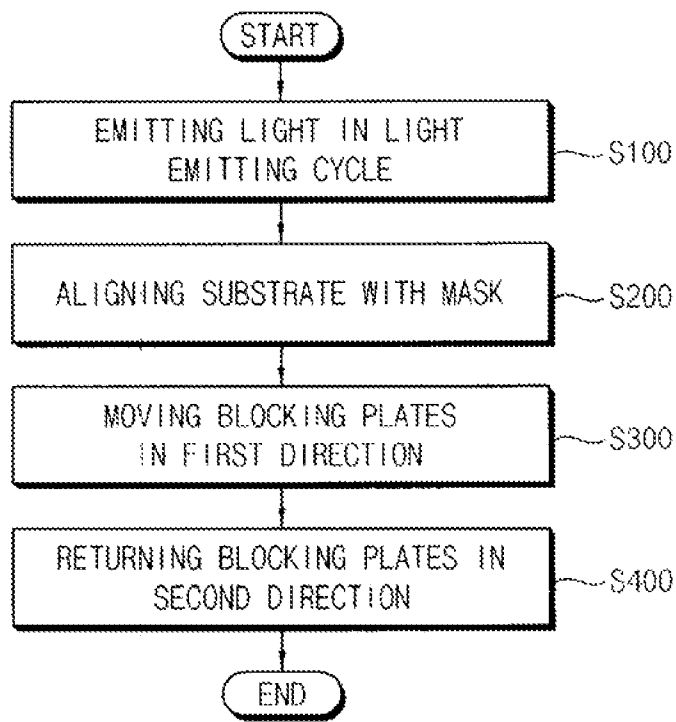 START
EMITTING LIGHT IN LIGHT
EMITTING CYCLE
S100
ALIGNING SUBSTRATE WITH MASK
S200
MOVING BLOCKING PLATES
IN FIRST DIRECTION
S300
RETURNING BLOCKING PLATES IN
SECOND DIRECTION
S400
END